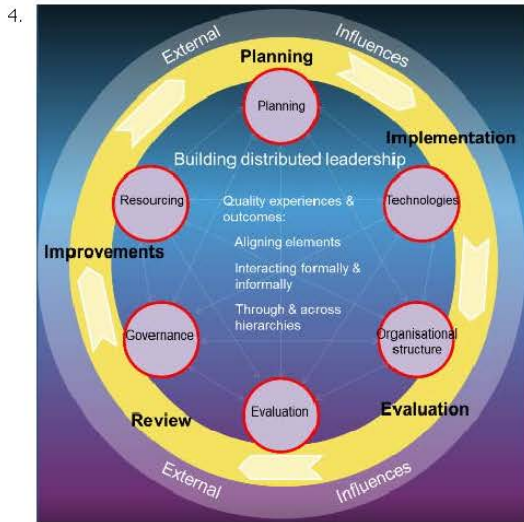 4.
External
Influences
Planning
Planning
Implementation
Building distributed leadership
Resourcing
Quality experiences &
outcomes:
Technologies
Aligning elements
Improvements
Interacting formally &
informally
Through & across
hierarchies
Governance
Organisational
structure
Evaluation
Evaluation
Review
External
Influences